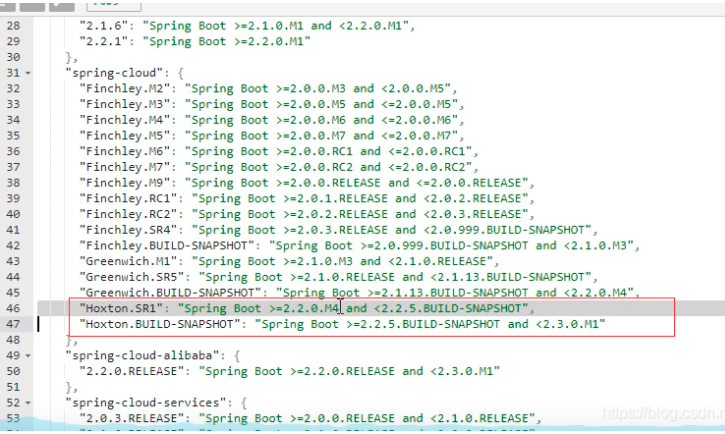 28 "2.1.6": "Spring Boot >=2.1.0.M1 and <2.2.0.M1",
29 "2.2.1": "Spring Boot >=2.2.0.M1"
30 },
31 "spring-cloud": {
32 "Finchley.M2": "Spring Boot >=2.0.0.M3 and <2.0.0.M5",
33 "Finchley.M3": "Spring Boot >=2.0.0.M5 and <=2.0.0.M5",
34 "Finchley.M4": "Spring Boot >=2.0.0.M6 and <=2.0.0.M6",
35 "Finchley.M5": "Spring Boot >=2.0.0.M7 and <=2.0.0.M7",
36 "Finchley.M6": "Spring Boot >=2.0.0.RC1 and <=2.0.0.RC1",
37 "Finchley.M7": "Spring Boot >=2.0.0.RC2 and <=2.0.0.RC2",
38 "Finchley.M9": "Spring Boot >=2.0.0.RELEASE and <=2.0.0.RELEASE",
39 "Finchley.RC1": "Spring Boot >=2.0.1.RELEASE and <2.0.2.RELEASE",
40 "Finchley.RC2": "Spring Boot >=2.0.2.RELEASE and <2.0.3.RELEASE",
41 "Finchley.SR4": "Spring Boot >=2.0.3.RELEASE and <2.0.999.BUILD-SNAPSHOT",
42 "Finchley.BUILD-SNAPSHOT": "Spring Boot >=2.0.999.BUILD-SNAPSHOT and <2.1.0.M3",
43 "Greenwich.M1": "Spring Boot >=2.1.0.M3 and <2.1.0.RELEASE",
44 "Greenwich.SR5": "Spring Boot >=2.1.0.RELEASE and <2.1.13.BUILD-SNAPSHOT",
45 "Greenwich.BUILD-SNAPSHOT": "Spring Boot >=2.1.13.BUILD-SNAPSHOT and <2.2.0.M4",
46 "Hoxton.SR1": "Spring Boot >=2.2.0.M4 and <2.2.5.BUILD-SNAPSHOT",
47 "Hoxton.BUILD-SNAPSHOT": "Spring Boot >=2.2.5.BUILD-SNAPSHOT and <2.3.0.M1"
48 },
49 "spring-cloud-alibaba": {
50 "2.2.0.RELEASE": "Spring Boot >=2.2.0.RELEASE and <2.3.0.M1"
51 },
52 "spring-cloud-services": {
53 "2.0.3.RELEASE": "Spring Boot >=2.0.0.RELEASE and <2.1.0.RELEASE",
https://blog.csdn.n